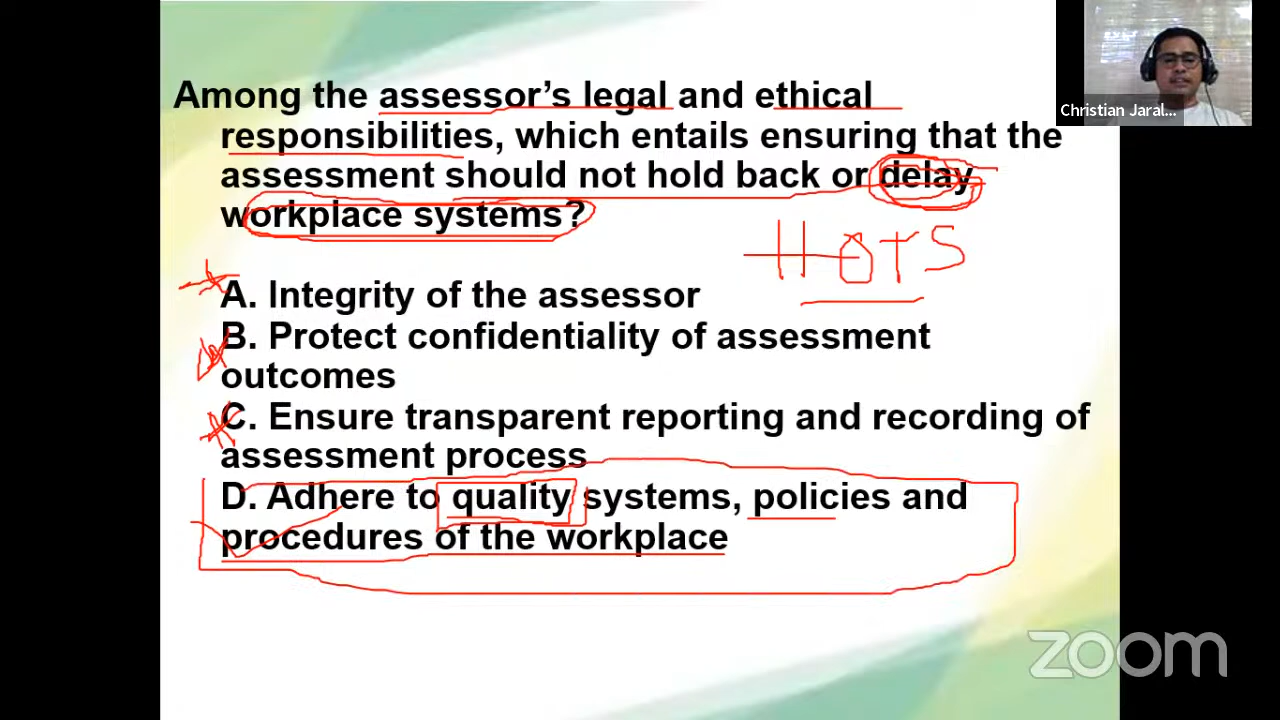 Among the assessor's legal and ethical
responsibilities, which entails ensuring that the
assessment should not hold back or delay
workplace systems?
HOTS
A. Integrity of the assessor
B. Protect confidentiality of assessment
outcomes
C. Ensure transparent reporting and recording of
assessment process
D. Adhere to quality systems, policies and
procedures of the workplace
Christian Jaral...
zoom